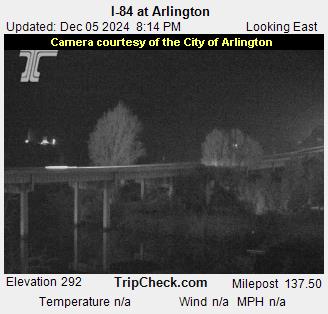 I-84 at Arlington
Updated: Dec 05 2024 8:14 PM Looking East
Camera courtesy of the City of Arlington
Elevation 292 TripCheck.com Milepost 137.50
Temperature n/a Wind n/a MPH n/a